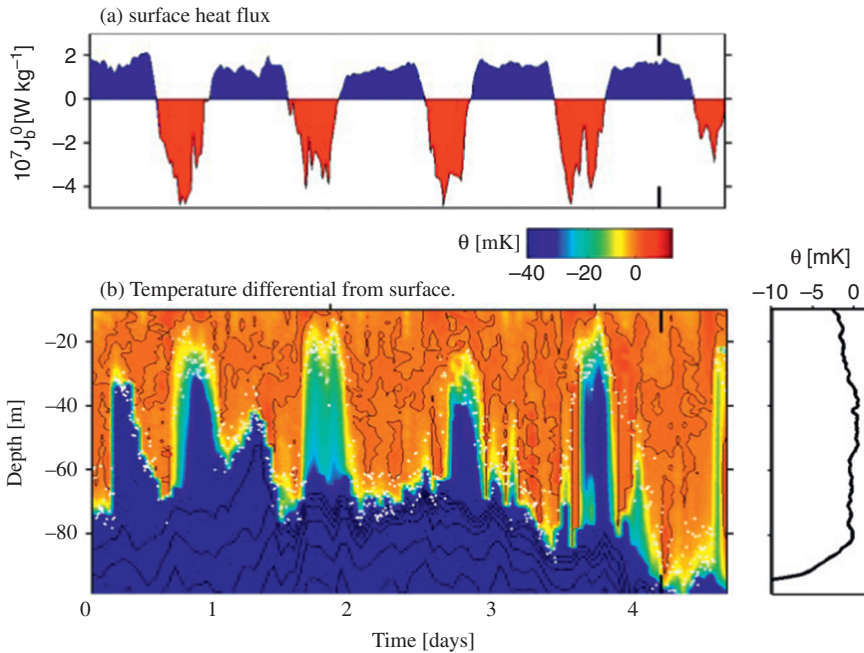 (a) surface heat flux
2
0
−2
−4
10⁷J_b⁰[W kg⁻¹]
θ [mK]
−40 −20 0
(b) Temperature differential from surface.
−20
−40
−60
−80
Depth [m]
0 1 2 3 4
Time [days]
θ [mK]
−10 −5 0